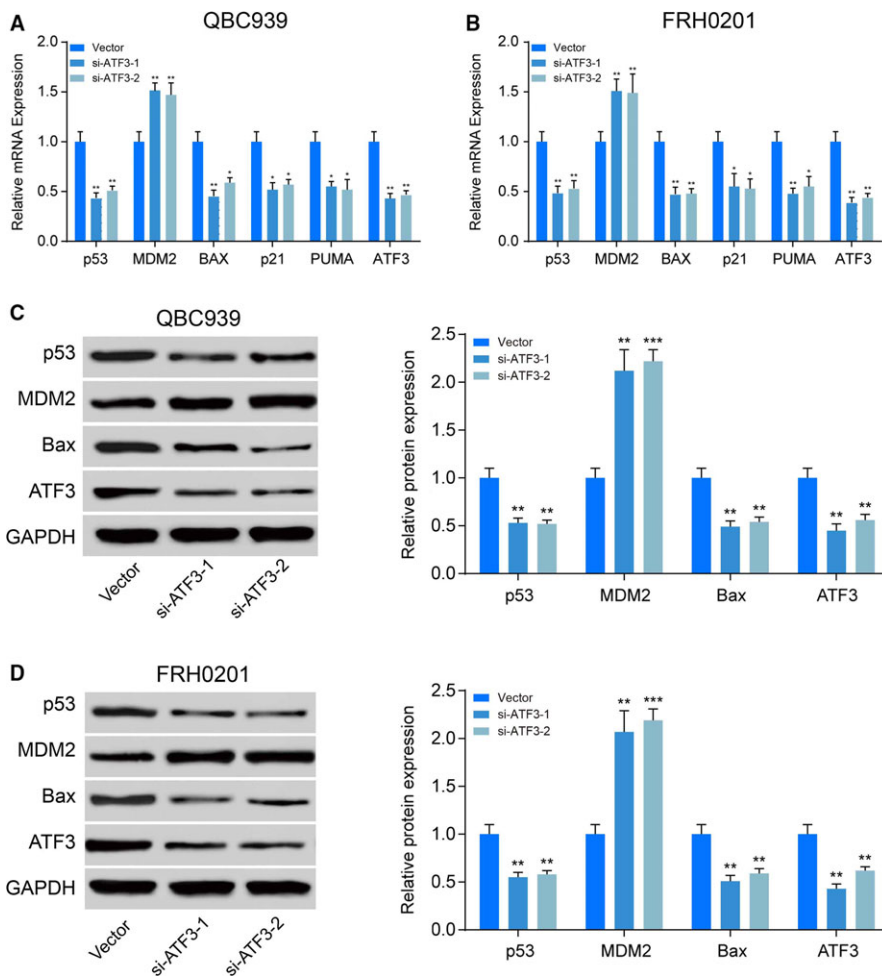 A
QBC939
Relative mRNA Expression
2.0
1.5
1.0
0.5
0.0
Vector
si-ATF3-1
si-ATF3-2
** ** ** ** ** * * * * * ** **
p53 MDM2 BAX p21 PUMA ATF3
B
FRH0201
Relative mRNA Expression
2.0
1.5
1.0
0.5
0.0
Vector
si-ATF3-1
si-ATF3-2
** ** ** ** ** ** * * ** * ** **
p53 MDM2 BAX p21 PUMA ATF3
C
QBC939
p53
MDM2
Bax
ATF3
GAPDH
Vector si-ATF3-1 si-ATF3-2
Relative protein expression
2.5
2.0
1.5
1.0
0.5
0.0
Vector
si-ATF3-1
si-ATF3-2
** ** ** *** ** ** ** **
p53 MDM2 Bax ATF3
D
FRH0201
p53
MDM2
Bax
ATF3
GAPDH
Vector si-ATF3-1 si-ATF3-2
Relative protein expression
2.5
2.0
1.5
1.0
0.5
0.0
Vector
si-ATF3-1
si-ATF3-2
** ** ** *** ** ** ** **
p53 MDM2 Bax ATF3